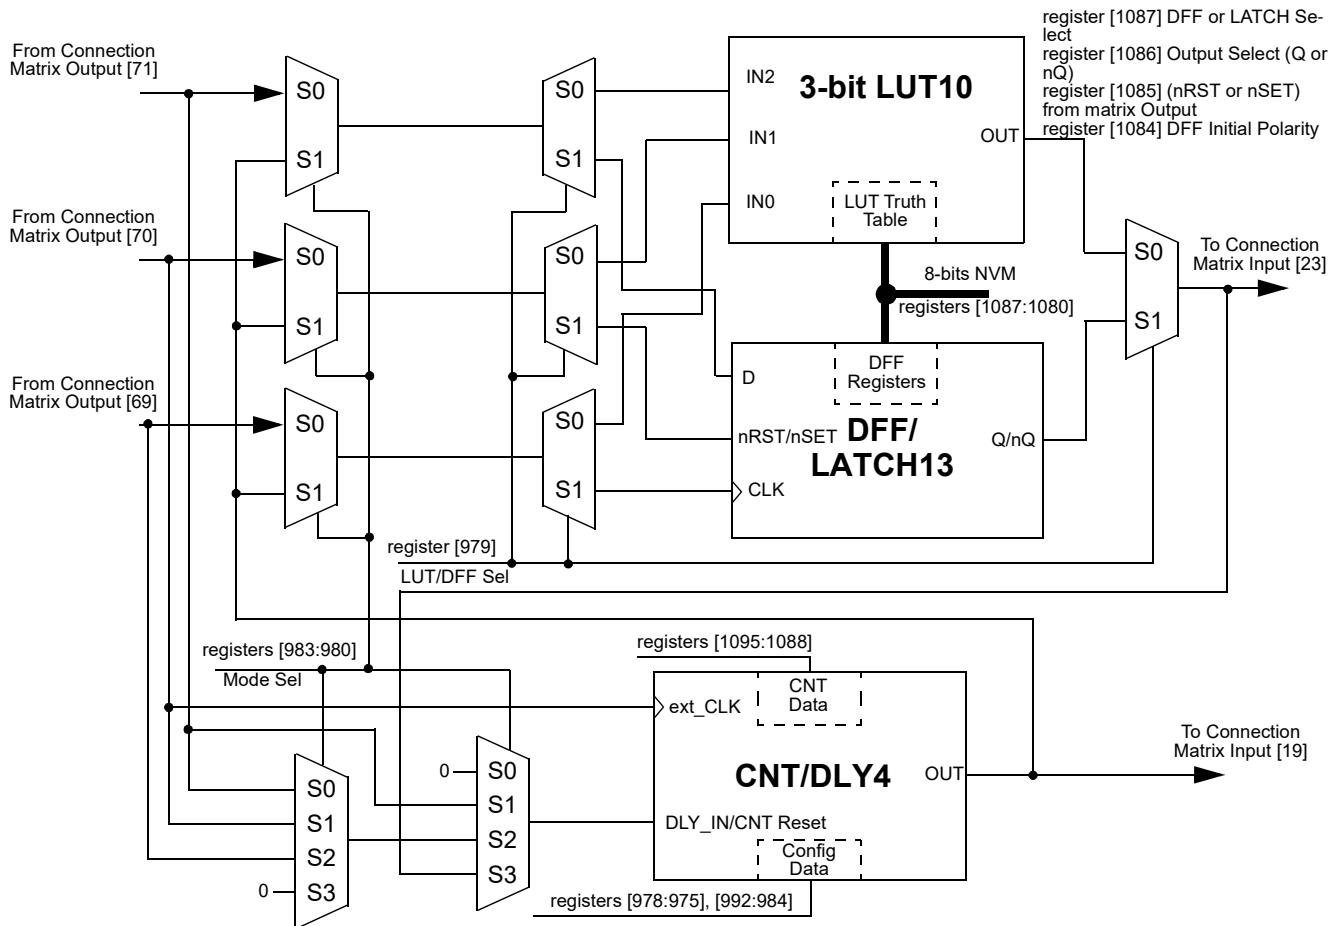 register [1087] DFF or LATCH Se-
lect
register [1086] Output Select (Q or
nQ)
register [1085] (nRST or nSET)
from matrix Output
register [1084] DFF Initial Polarity
From Connection
Matrix Output [71]
S0
S1
S0
S1
IN2
IN1
IN0
3-bit LUT10
OUT
LUT Truth
Table
From Connection
Matrix Output [70]
S0
S1
S0
S1
8-bits NVM
registers [1087:1080]
S0
S1
To Connection
Matrix Input [23]
From Connection
Matrix Output [69]
S0
S1
S0
S1
DFF
Registers
D
nRST/nSET
CLK
DFF/
LATCH13
Q/nQ
register [979]
LUT/DFF Sel
registers [983:980]
Mode Sel
registers [1095:1088]
CNT
Data
ext_CLK
CNT/DLY4
OUT
DLY_IN/CNT Reset
Config
Data
To Connection
Matrix Input [19]
S0
S1
S2
0
S3
0
S0
S1
S2
S3
registers [978:975], [992:984]